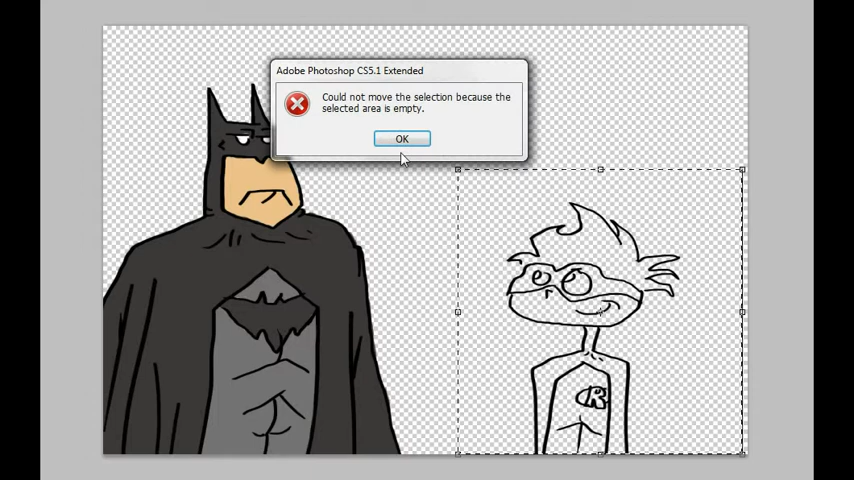 Adobe Photoshop CS5.1 Extended
Could not move the selection because the
selected area is empty.
OK
R